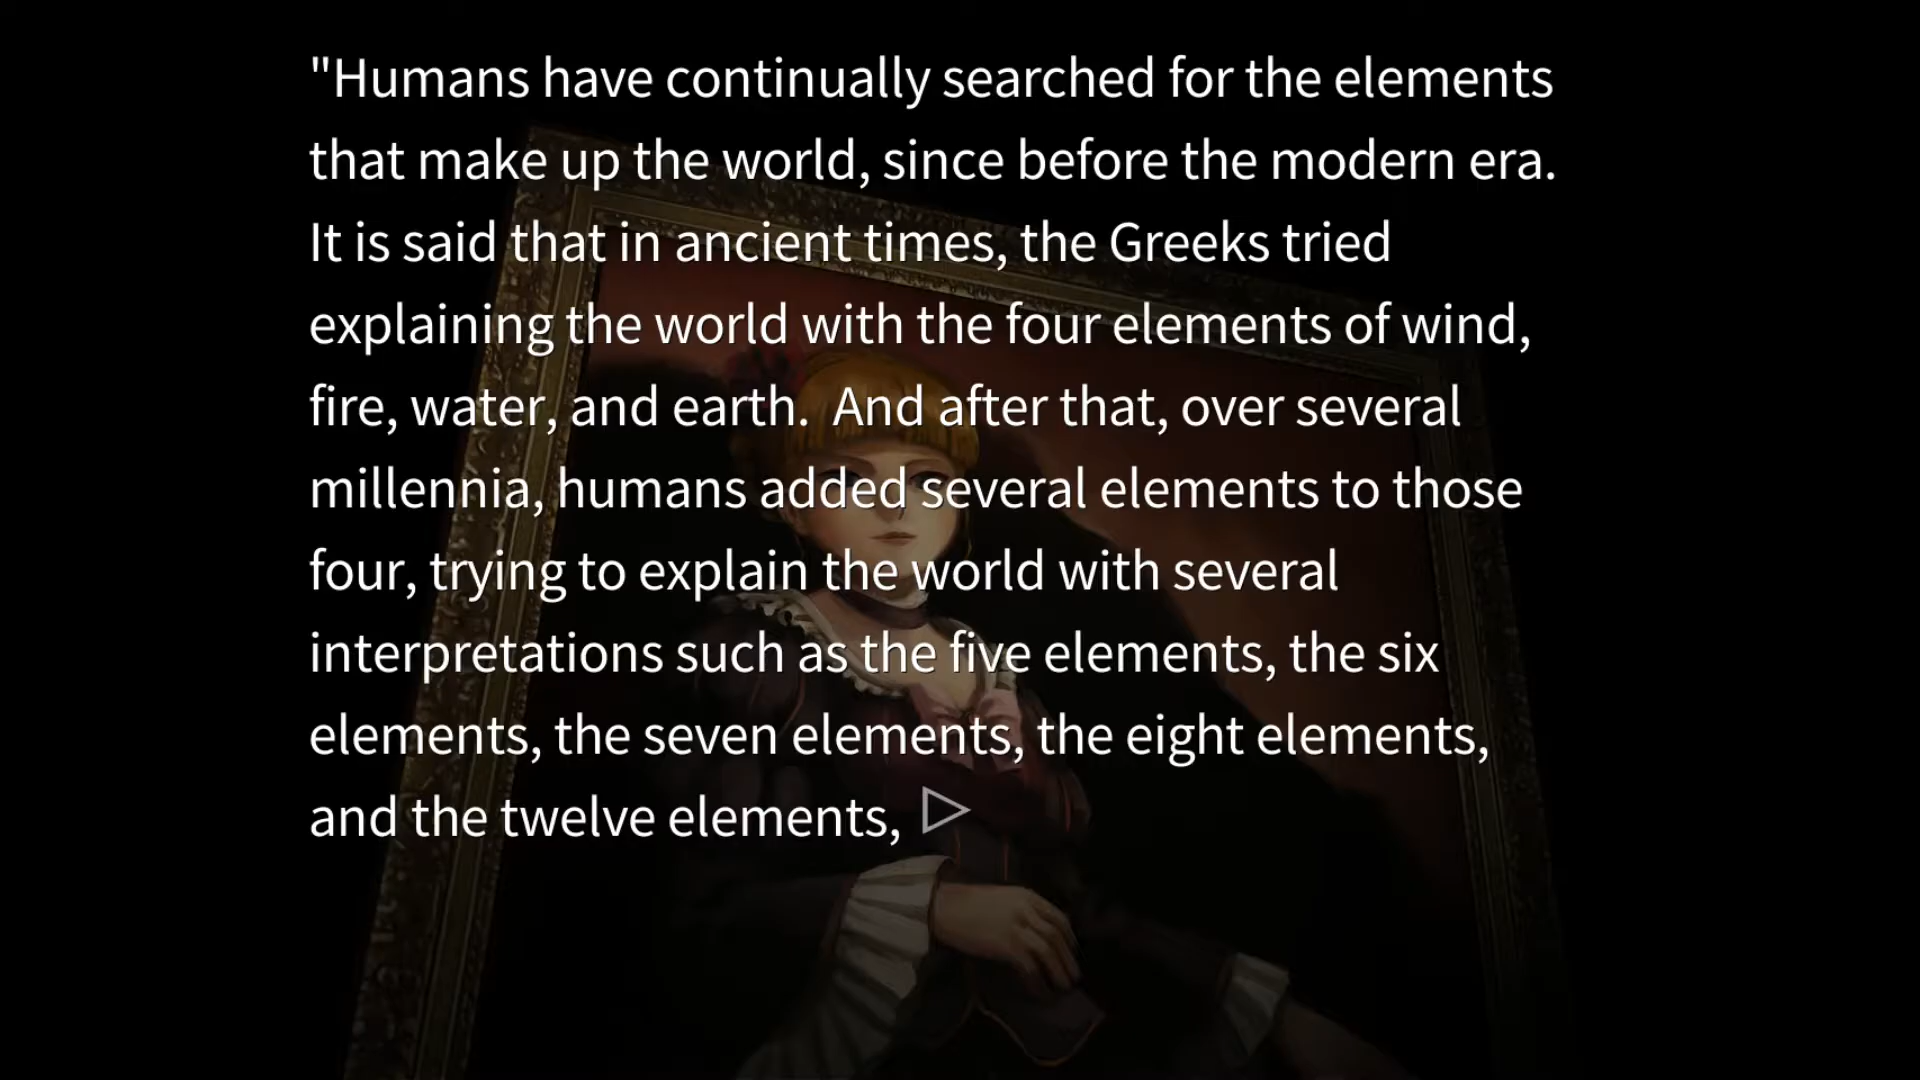 "Humans have continually searched for the elements
that make up the world, since before the modern era.
It is said that in ancient times, the Greeks tried
explaining the world with the four elements of wind,
fire, water, and earth.  And after that, over several
millennia, humans added several elements to those
four, trying to explain the world with several
interpretations such as the five elements, the six
elements, the seven elements, the eight elements,
and the twelve elements,